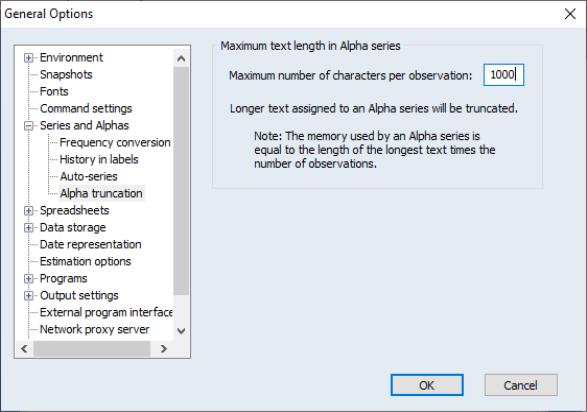 General Options
Environment
Snapshots
Fonts
Command settings
Series and Alphas
Frequency conversion
History in labels
Auto-series
Alpha truncation
Spreadsheets
Data storage
Date representation
Estimation options
Programs
Output settings
External program interface
Network proxy server
Maximum text length in Alpha series
Maximum number of characters per observation: 1000
Longer text assigned to an Alpha series will be truncated.
Note: The memory used by an Alpha series is
equal to the length of the longest text times the
number of observations.
OK Cancel